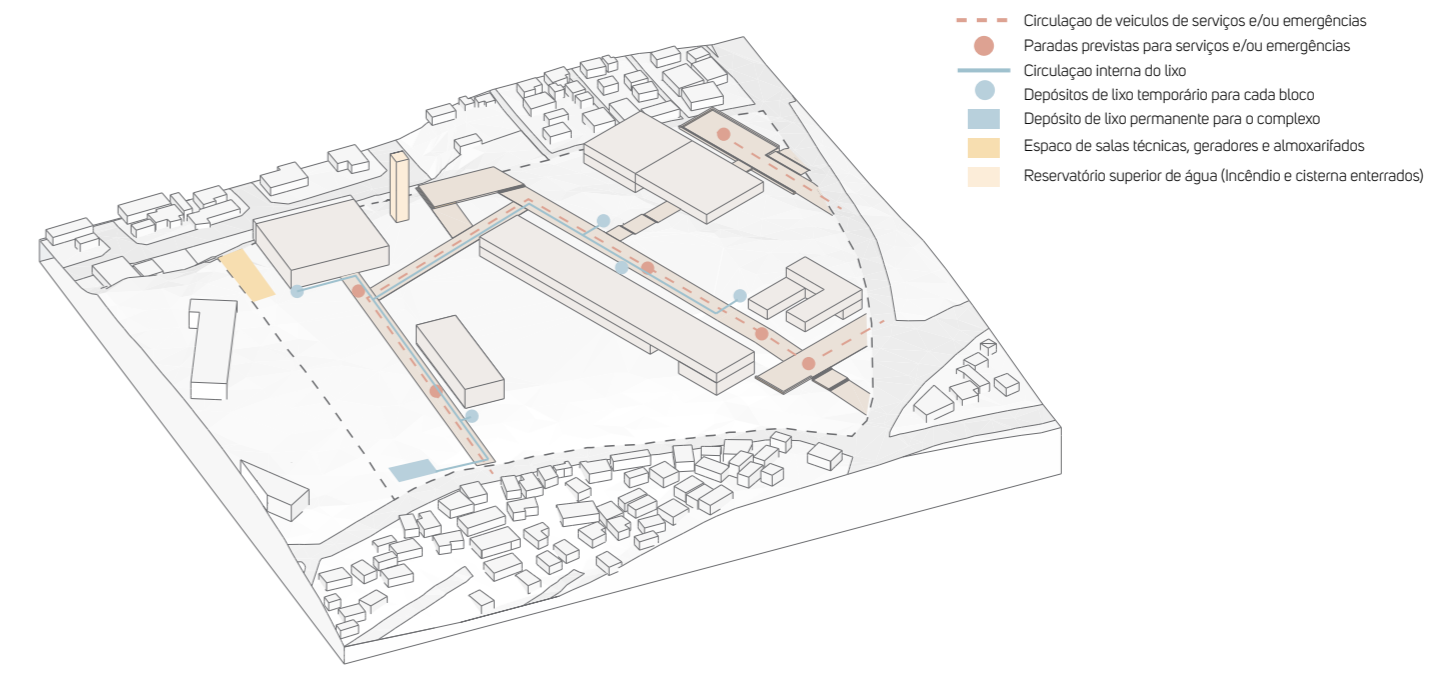 Circulaçao de veiculos de serviços e/ou emergências
Paradas previstas para serviços e/ou emergências
Circulaçao interna do lixo
Depósitos de lixo temporário para cada bloco
Depósito de lixo permanente para o complexo
Espaco de salas técnicas, geradores e almoxarifados
Reservatório superior de água (Incêndio e cisterna enterrados)